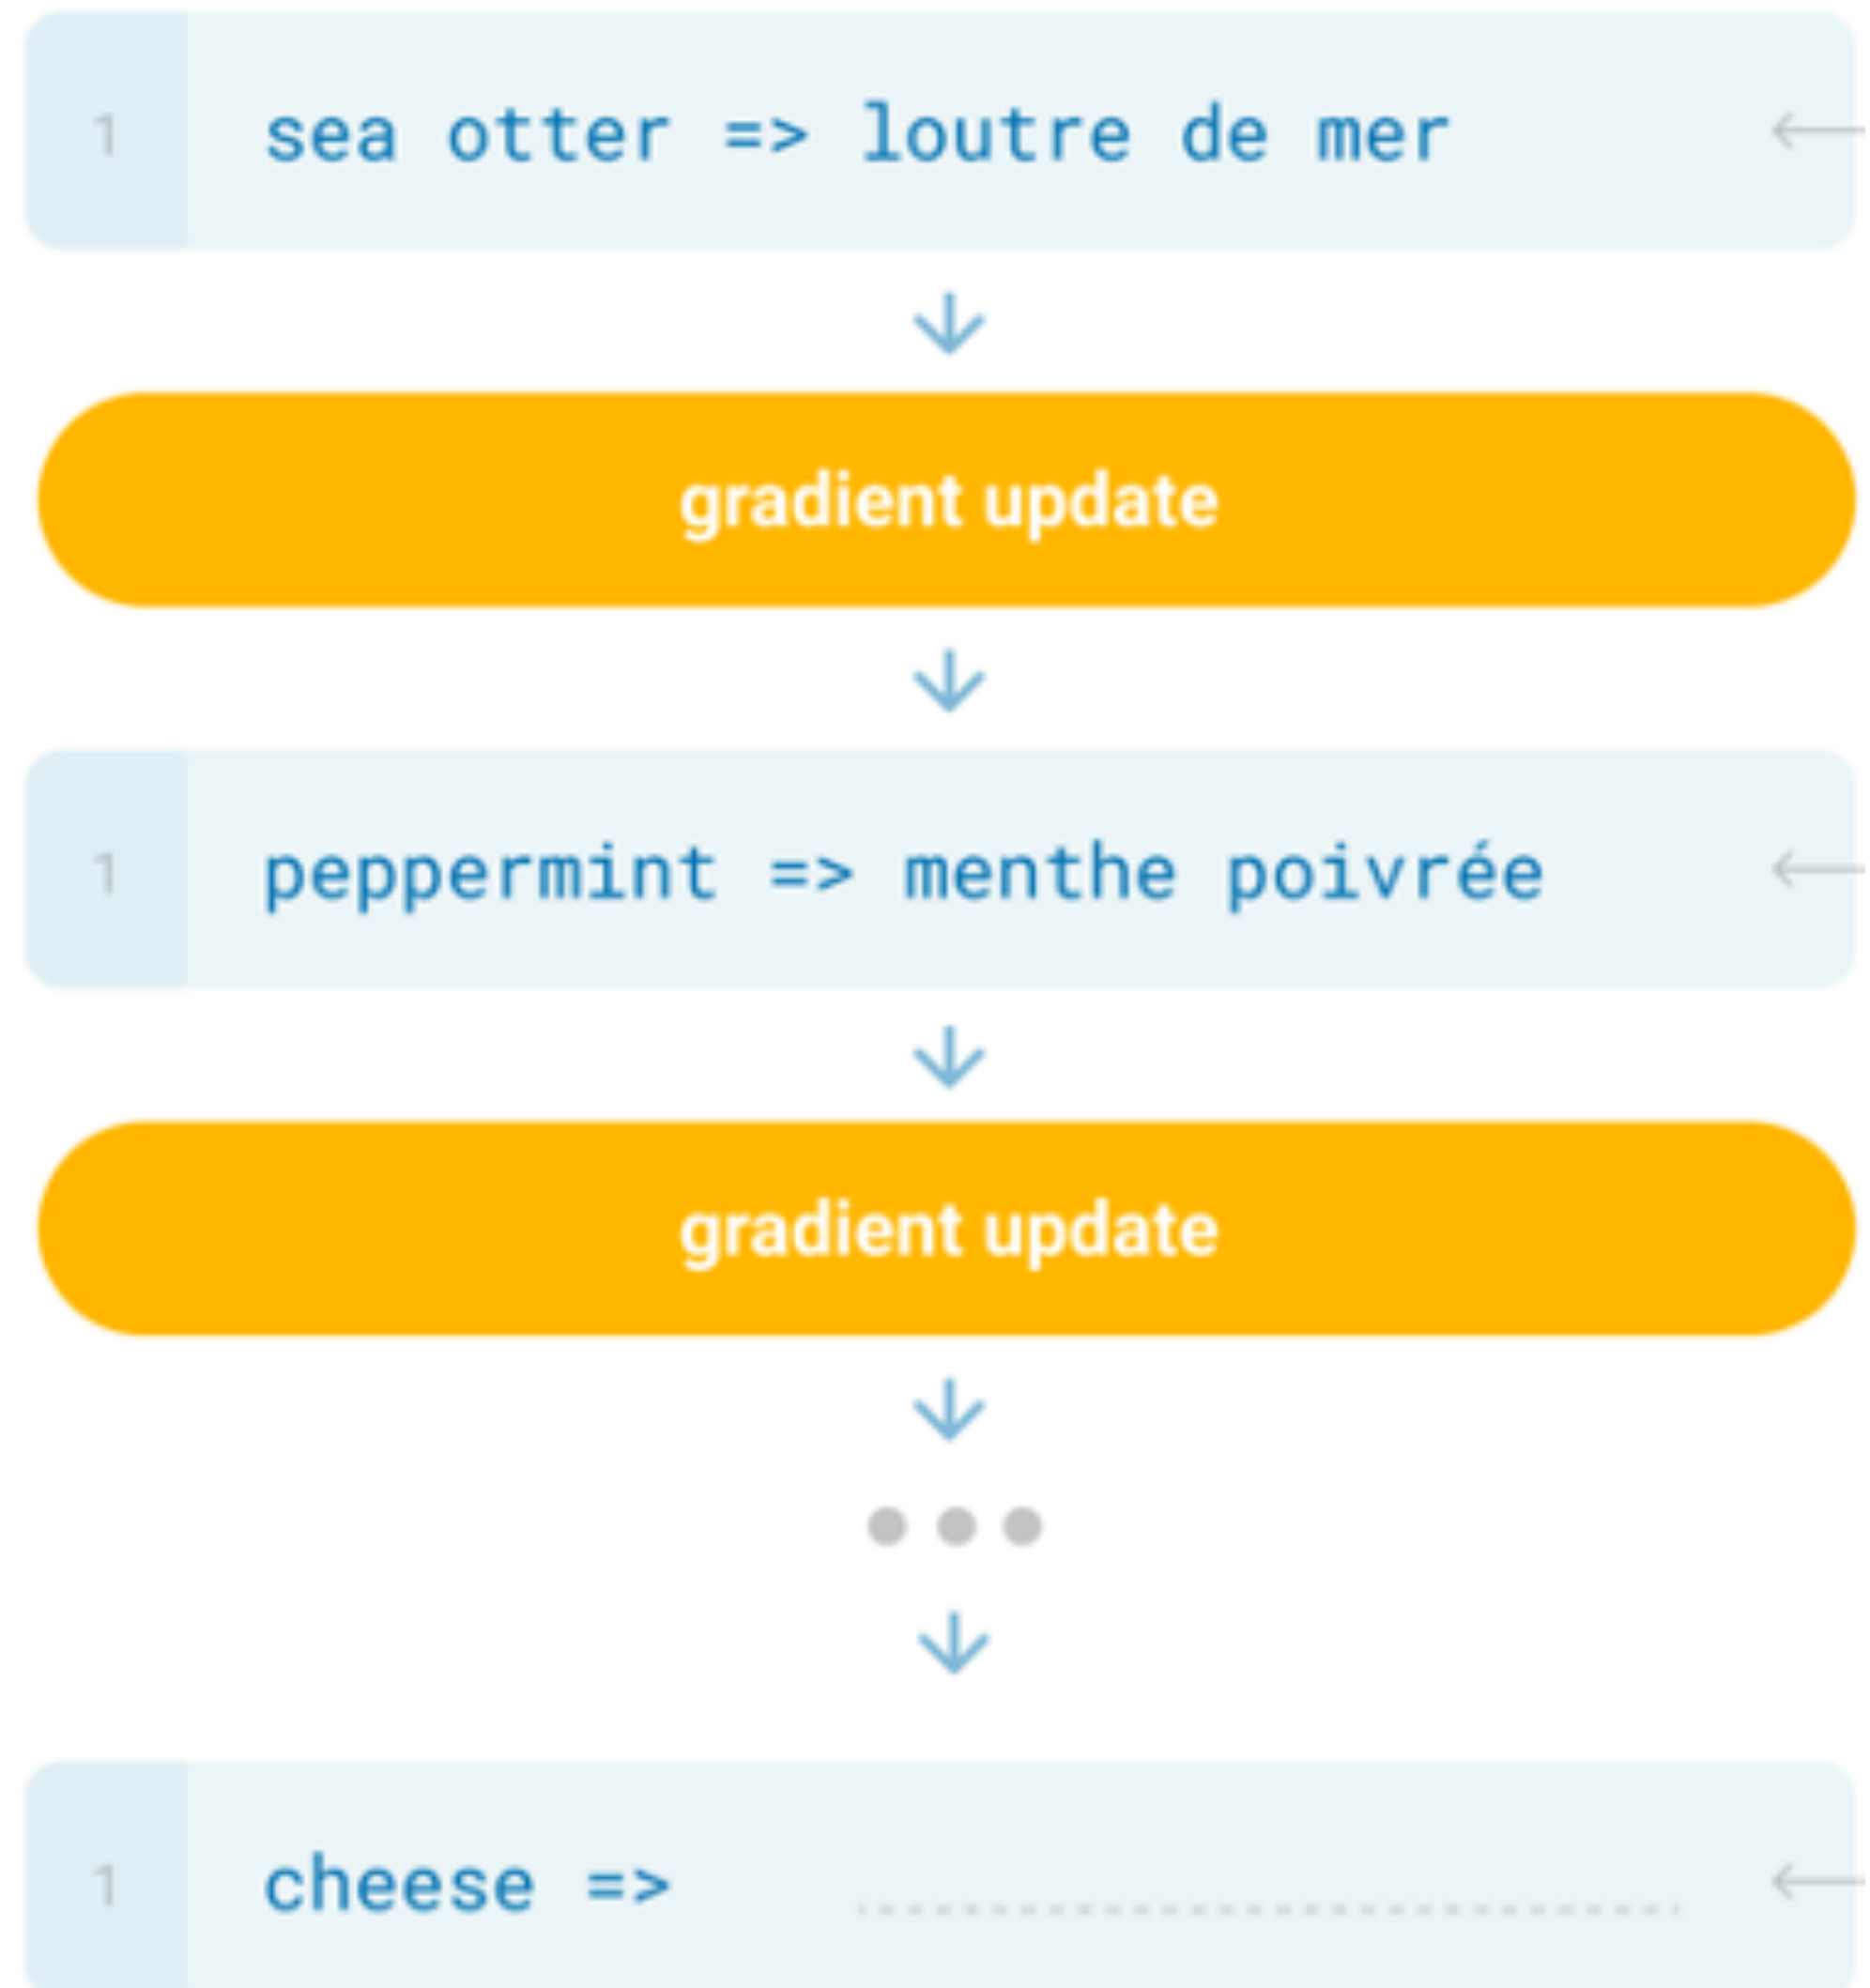 1 sea otter => loutre de mer
gradient update
1 peppermint => menthe poivrée
gradient update
1 cheese =>